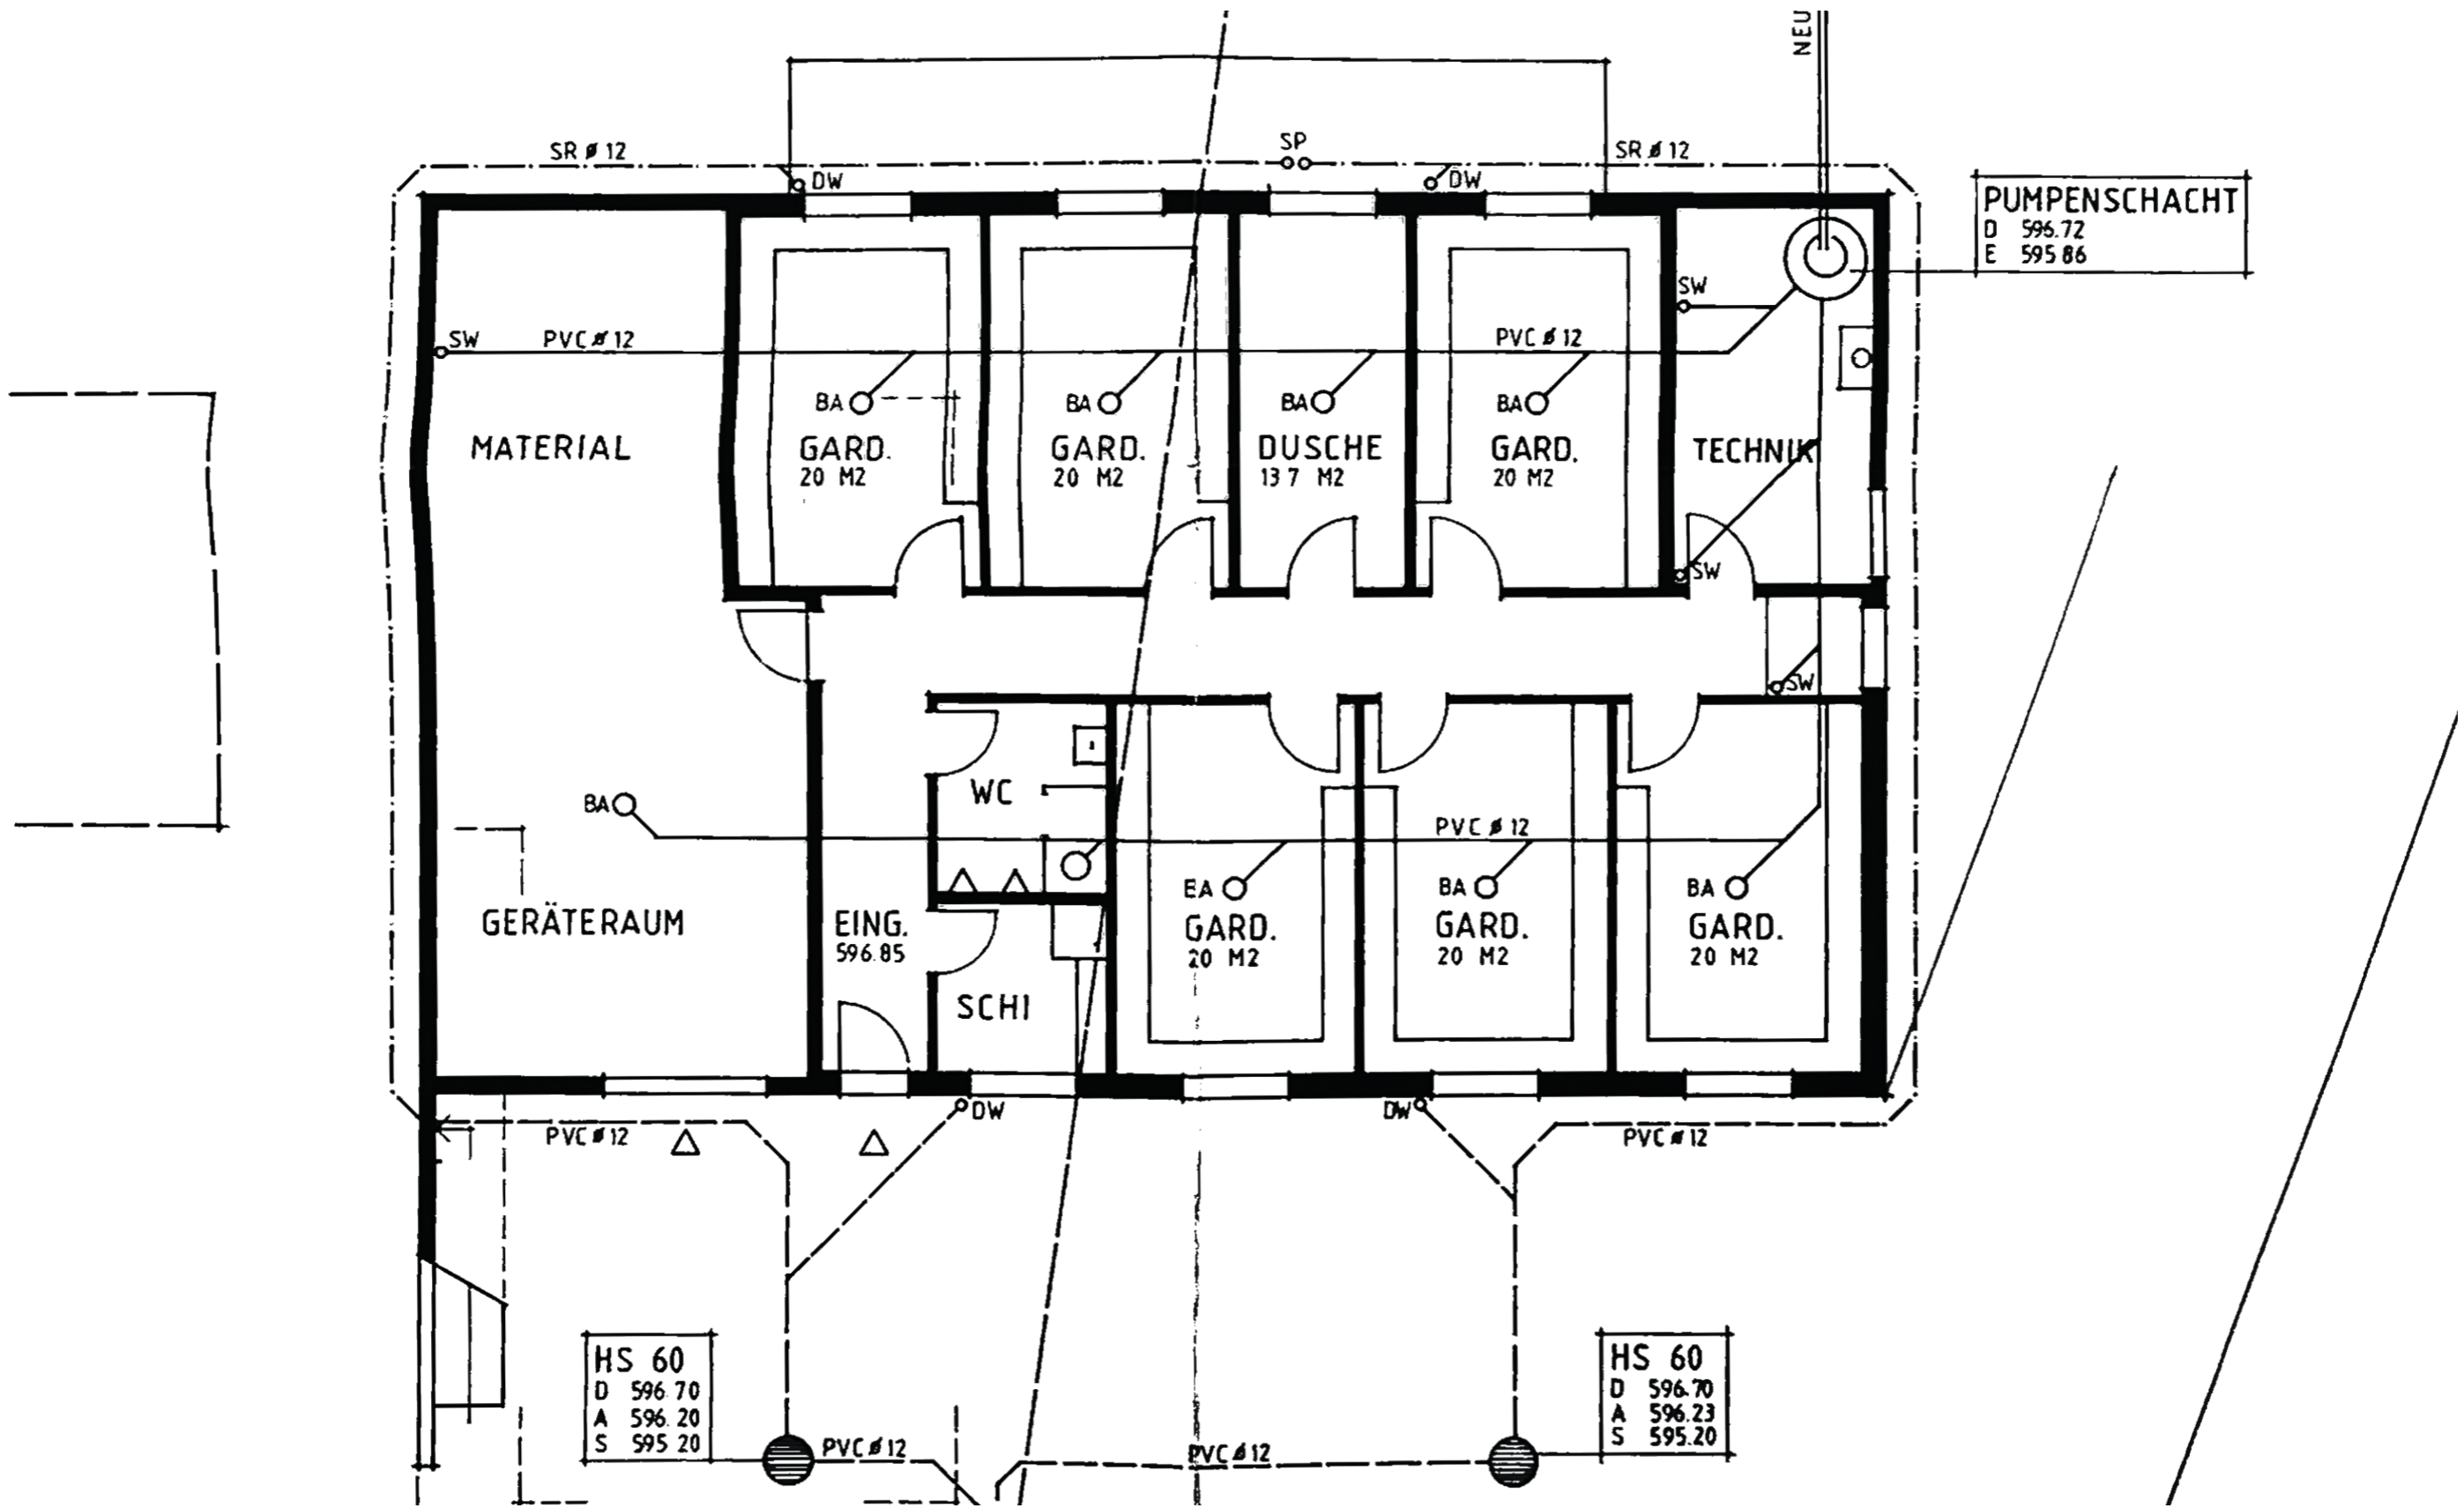 NEU
SR ø 12
SP
SR ø 12
DW
DW
PUMPENSCHACHT
D 596.72
E 595 86
SW
SW
PVC ø 12
PVC ø 12
BA
BA
BA
BA
MATERIAL
GARD.
20 M2
GARD.
20 M2
DUSCHE
13 7 M2
GARD.
20 M2
TECHNIK
SW
SW
WC
BA
PVC ø 12
BA
BA
BA
GERÄTERAUM
EING.
596.85
GARD.
20 M2
GARD.
20 M2
GARD.
20 M2
SCHI
DW
DW
PVC ø 12
PVC ø 12
HS 60
D 596.70
A 596.20
S 595 20
HS 60
D 596.70
A 596.23
S 595.20
PVC ø 12
PVC ø 12